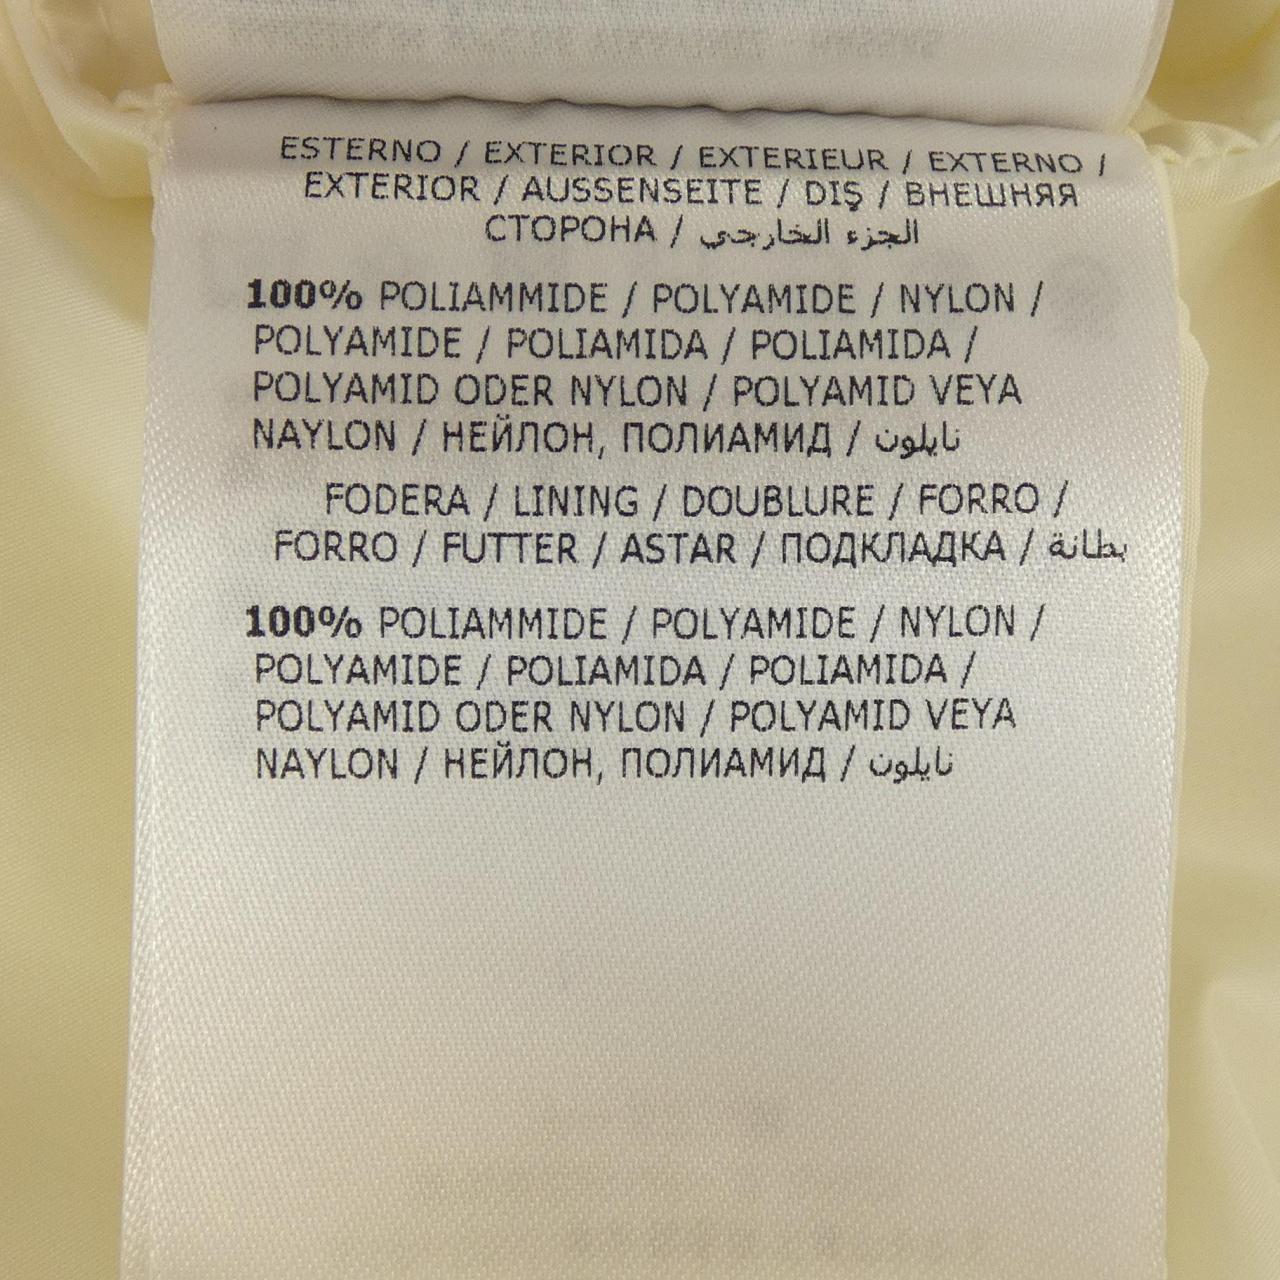 ESTERNO / EXTERIOR / EXTERIEUR / EXTERNO /
EXTERIOR / AUSSENSEITE / DIŞ / ВНЕШНЯЯ
СТОРОНА / الجزء الخارجي
100% POLIAMMIDE / POLYAMIDE / NYLON /
POLYAMIDE / POLIAMIDA / POLIAMIDA /
POLYAMID ODER NYLON / POLYAMID VEYA
NAYLON / НЕЙЛОН, ПОЛИАМИД / نايلون
FODERA / LINING / DOUBLURE / FORRO /
FORRO / FUTTER / ASTAR / ПОДКЛАДКА / بطانة
100% POLIAMMIDE / POLYAMIDE / NYLON /
POLYAMIDE / POLIAMIDA / POLIAMIDA /
POLYAMID ODER NYLON / POLYAMID VEYA
NAYLON / НЕЙЛОН, ПОЛИАМИД / نايلون